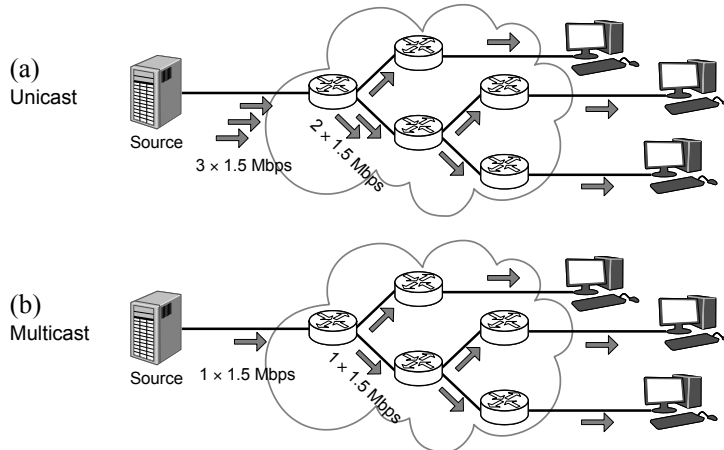 (a)
Unicast
Source
3 × 1.5 Mbps
2 × 1.5 Mbps
(b)
Multicast
Source
1 × 1.5 Mbps
1 × 1.5 Mbps